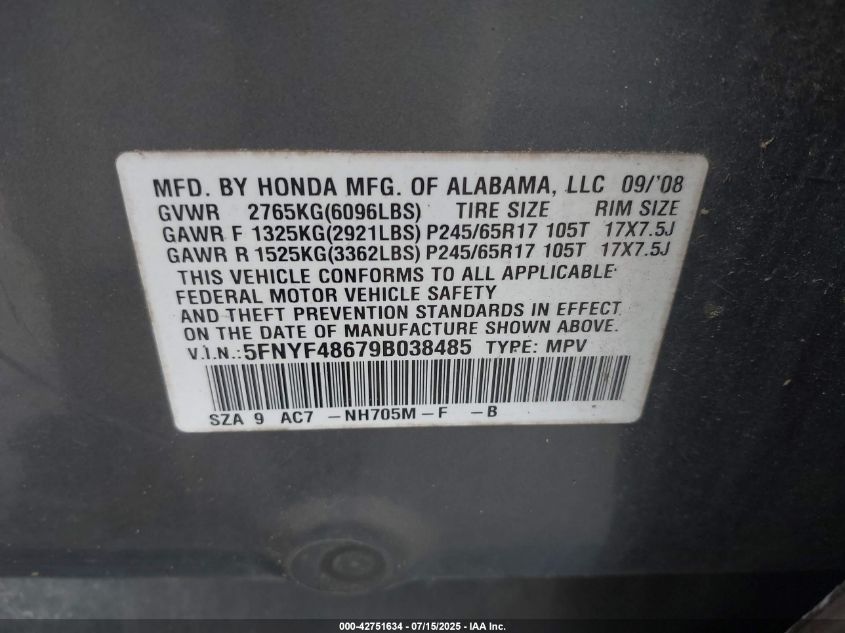 MFD. BY HONDA MFG. OF ALABAMA, LLC 09/'08
GVWR 2765KG(6096LBS) TIRE SIZE RIM SIZE
GAWR F 1325KG(2921LBS) P245/65R17 105T 17X7.5J
GAWR R 1525KG(3362LBS) P245/65R17 105T 17X7.5J
THIS VEHICLE CONFORMS TO ALL APPLICABLE
FEDERAL MOTOR VEHICLE SAFETY
AND THEFT PREVENTION STANDARDS IN EFFECT
ON THE DATE OF MANUFACTURE SHOWN ABOVE.
V.I.N.:5FNYF48679B038485 TYPE: MPV
SZA 9 AC7 -NH705M-F -B
000-42751634 - 07/15/2025 - IAA Inc.